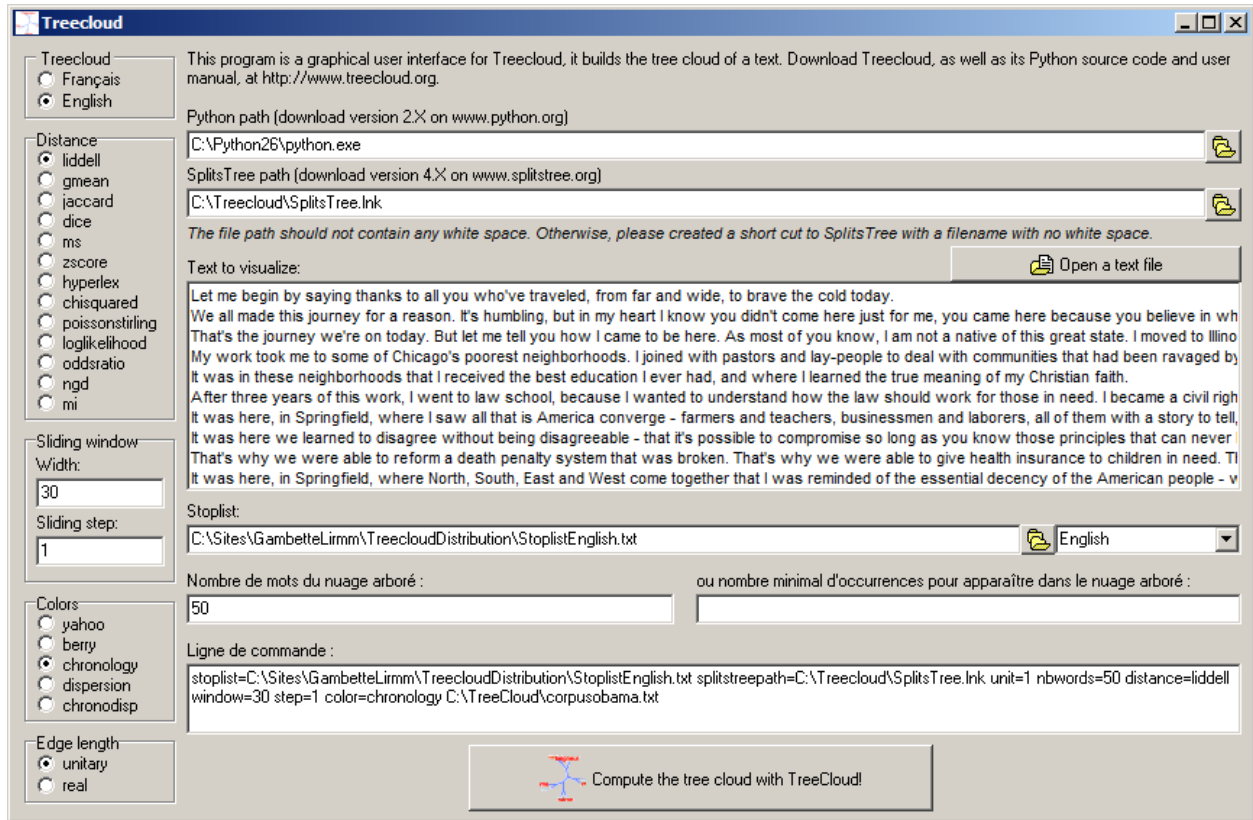 Treecloud
Treecloud
Français
English
This program is a graphical user interface for Treecloud, it builds the tree cloud of a text. Download Treecloud, as well as its Python source code and user
manual, at http://www.treecloud.org.
Python path (download version 2.X on www.python.org)
C:\Python26\python.exe
SplitsTree path (download version 4.X on www.splitstree.org)
C:\Treecloud\SplitsTree.lnk
The file path should not contain any white space. Otherwise, please created a short cut to SplitsTree with a filename with no white space.
Distance
liddell
gmean
jaccard
dice
ms
zscore
hyperlex
chisquared
poissonstirling
loglikelihood
oddsratio
ngd
mi
Text to visualize:
Open a text file
Let me begin by saying thanks to all you who've traveled, from far and wide, to brave the cold today.
We all made this journey for a reason. It's humbling, but in my heart I know you didn't come here just for me, you came here because you believe in wh
That's the journey we're on today. But let me tell you how I came to be here. As most of you know, I am not a native of this great state. I moved to Illino
My work took me to some of Chicago's poorest neighborhoods. I joined with pastors and lay-people to deal with communities that had been ravaged by
It was in these neighborhoods that I received the best education I ever had, and where I learned the true meaning of my Christian faith.
After three years of this work, I went to law school, because I wanted to understand how the law should work for those in need. I became a civil righ
It was here, in Springfield, where I saw all that is America converge - farmers and teachers, businessmen and laborers, all of them with a story to tell,
It was here we learned to disagree without being disagreeable - that it's possible to compromise so long as you know those principles that can never
That's why we were able to reform a death penalty system that was broken. That's why we were able to give health insurance to children in need. Th
It was here, in Springfield, where North, South, East and West come together that I was reminded of the essential decency of the American people - w
Sliding window
Width:
30
Sliding step:
1
Stoplist:
C:\Sites\GambetteLirmm\TreecloudDistribution\StoplistEnglish.txt
English
Nombre de mots du nuage arboré :
50
ou nombre minimal d'occurrences pour apparaître dans le nuage arboré :
Colors
yahoo
berry
chronology
dispersion
chronodisp
Ligne de commande :
stoplist=C:\Sites\GambetteLirmm\TreecloudDistribution\StoplistEnglish.txt splitstreepath=C:\Treecloud\SplitsTree.lnk unit=1 nbwords=50 distance=liddell
window=30 step=1 color=chronology C:\TreeCloud\corpusobama.txt
Edge length
unitary
real
Compute the tree cloud with TreeCloud!